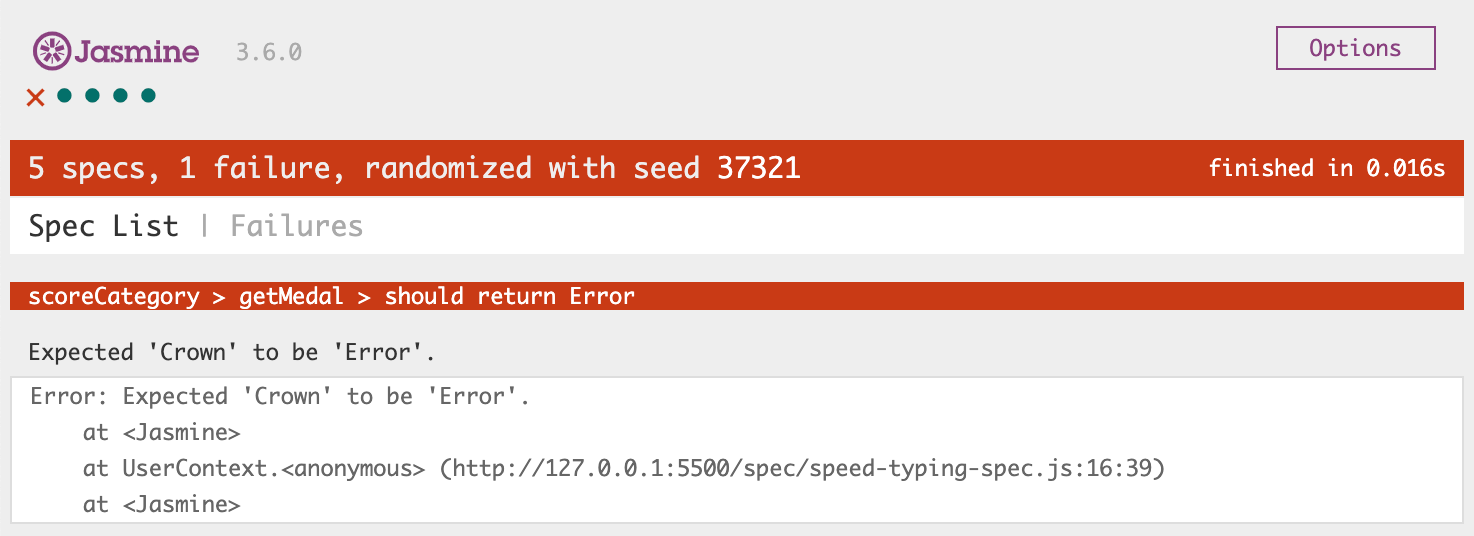 Jasmine 3.6.0 Options
5 specs, 1 failure, randomized with seed 37321 finished in 0.016s
Spec List | Failures
scoreCategory > getMedal > should return Error
Expected 'Crown' to be 'Error'.
Error: Expected 'Crown' to be 'Error'.
    at <Jasmine>
    at UserContext.<anonymous> (http://127.0.0.1:5500/spec/speed-typing-spec.js:16:39)
    at <Jasmine>